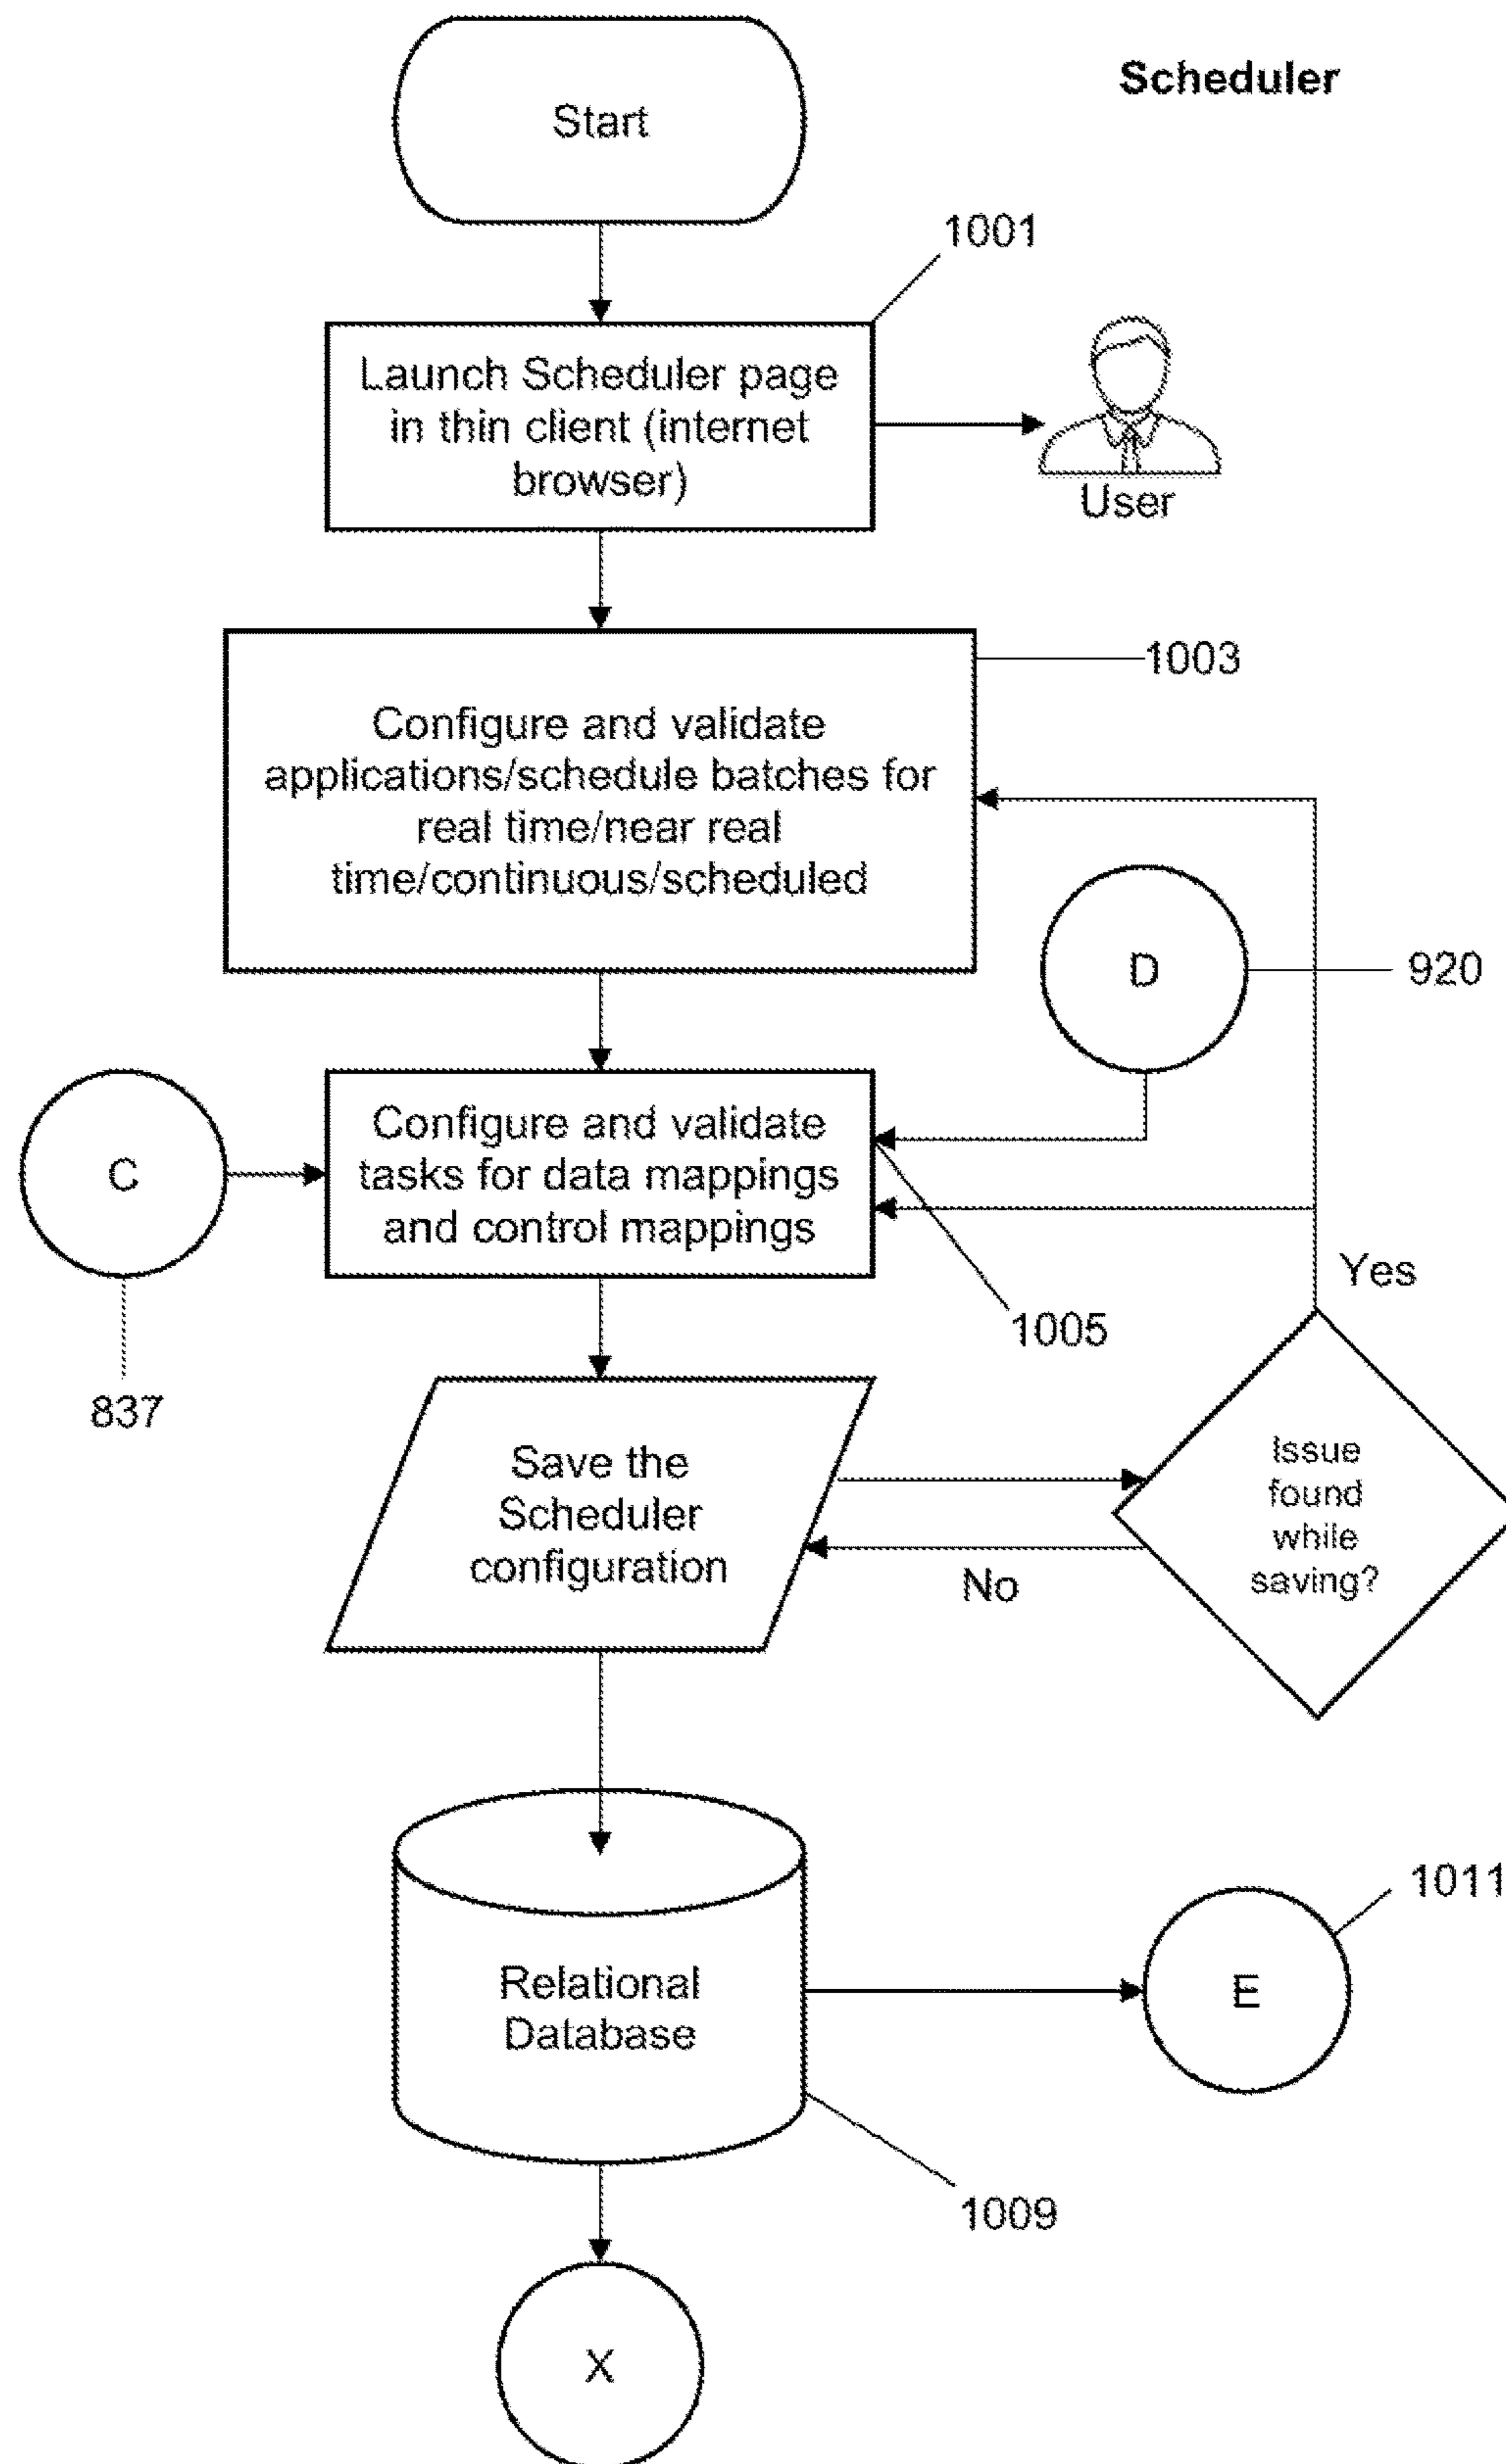 Scheduler
Start
1001
Launch Scheduler page
in thin client (internet
browser)
User
1003
Configure and validate
applications/schedule batches for
real time/near real
time/continuous/scheduled
D
920
C
Configure and validate
tasks for data mappings
and control mappings
Yes
1005
837
Save the
Scheduler
configuration
Issue
found
while
saving?
No
1011
Relational
Database
E
1009
X